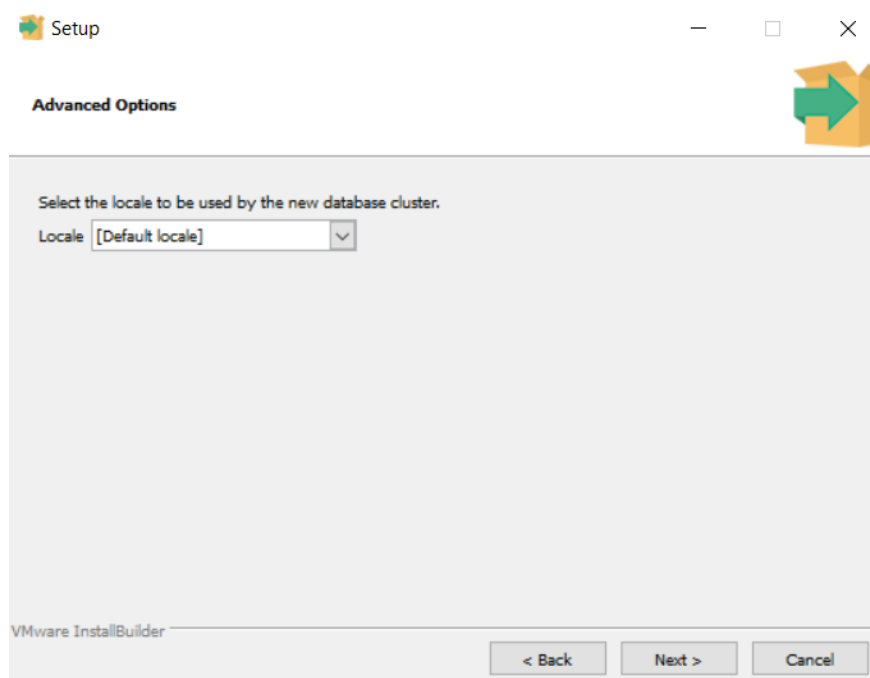 Setup
Advanced Options
Select the locale to be used by the new database cluster.
Locale [Default locale]
VMware InstallBuilder
< Back Next > Cancel